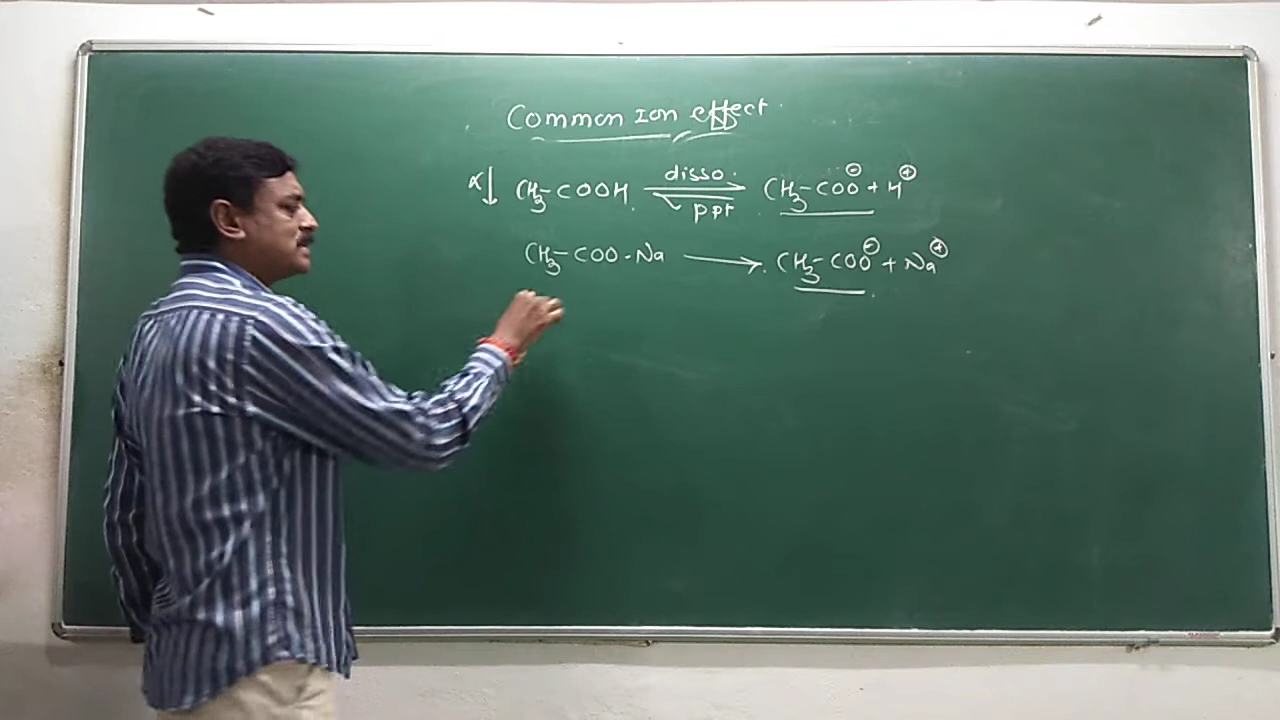 Common Ion effect
α↓ CH₃-COOH ⇌ CH₃-COO⊖ + H⊕
disso.
ppt
CH₃-COO-Na ⟶ CH₃-COO⊖ + Na⊕